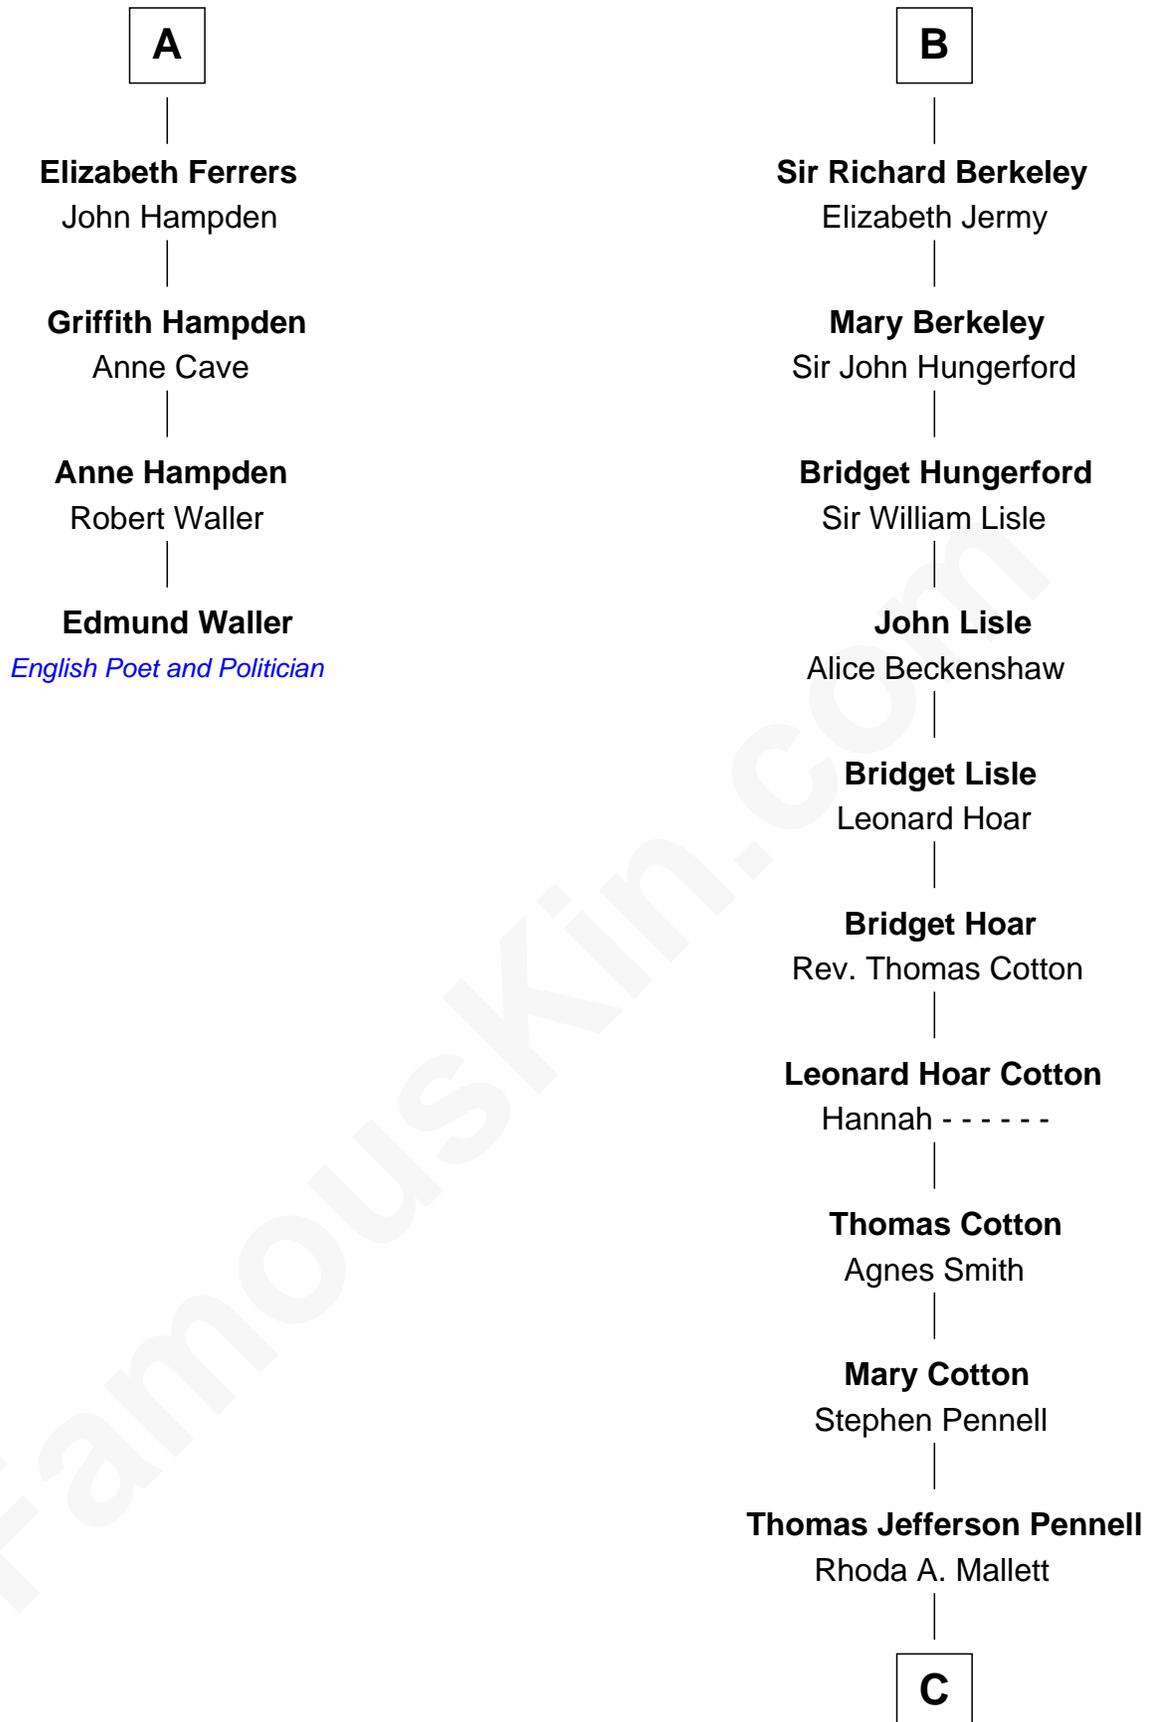 A
Elizabeth Ferrers
John Hampden
Griffith Hampden
Anne Cave
Anne Hampden
Robert Waller
Edmund Waller
English Poet and Politician
B
Sir Richard Berkeley
Elizabeth Jermy
Mary Berkeley
Sir John Hungerford
Bridget Hungerford
Sir William Lisle
John Lisle
Alice Beckenshaw
Bridget Lisle
Leonard Hoar
Bridget Hoar
Rev. Thomas Cotton
Leonard Hoar Cotton
Hannah - - - - - -
Thomas Cotton
Agnes Smith
Mary Cotton
Stephen Pennell
Thomas Jefferson Pennell
Rhoda A. Mallett
C
FamousKin.com